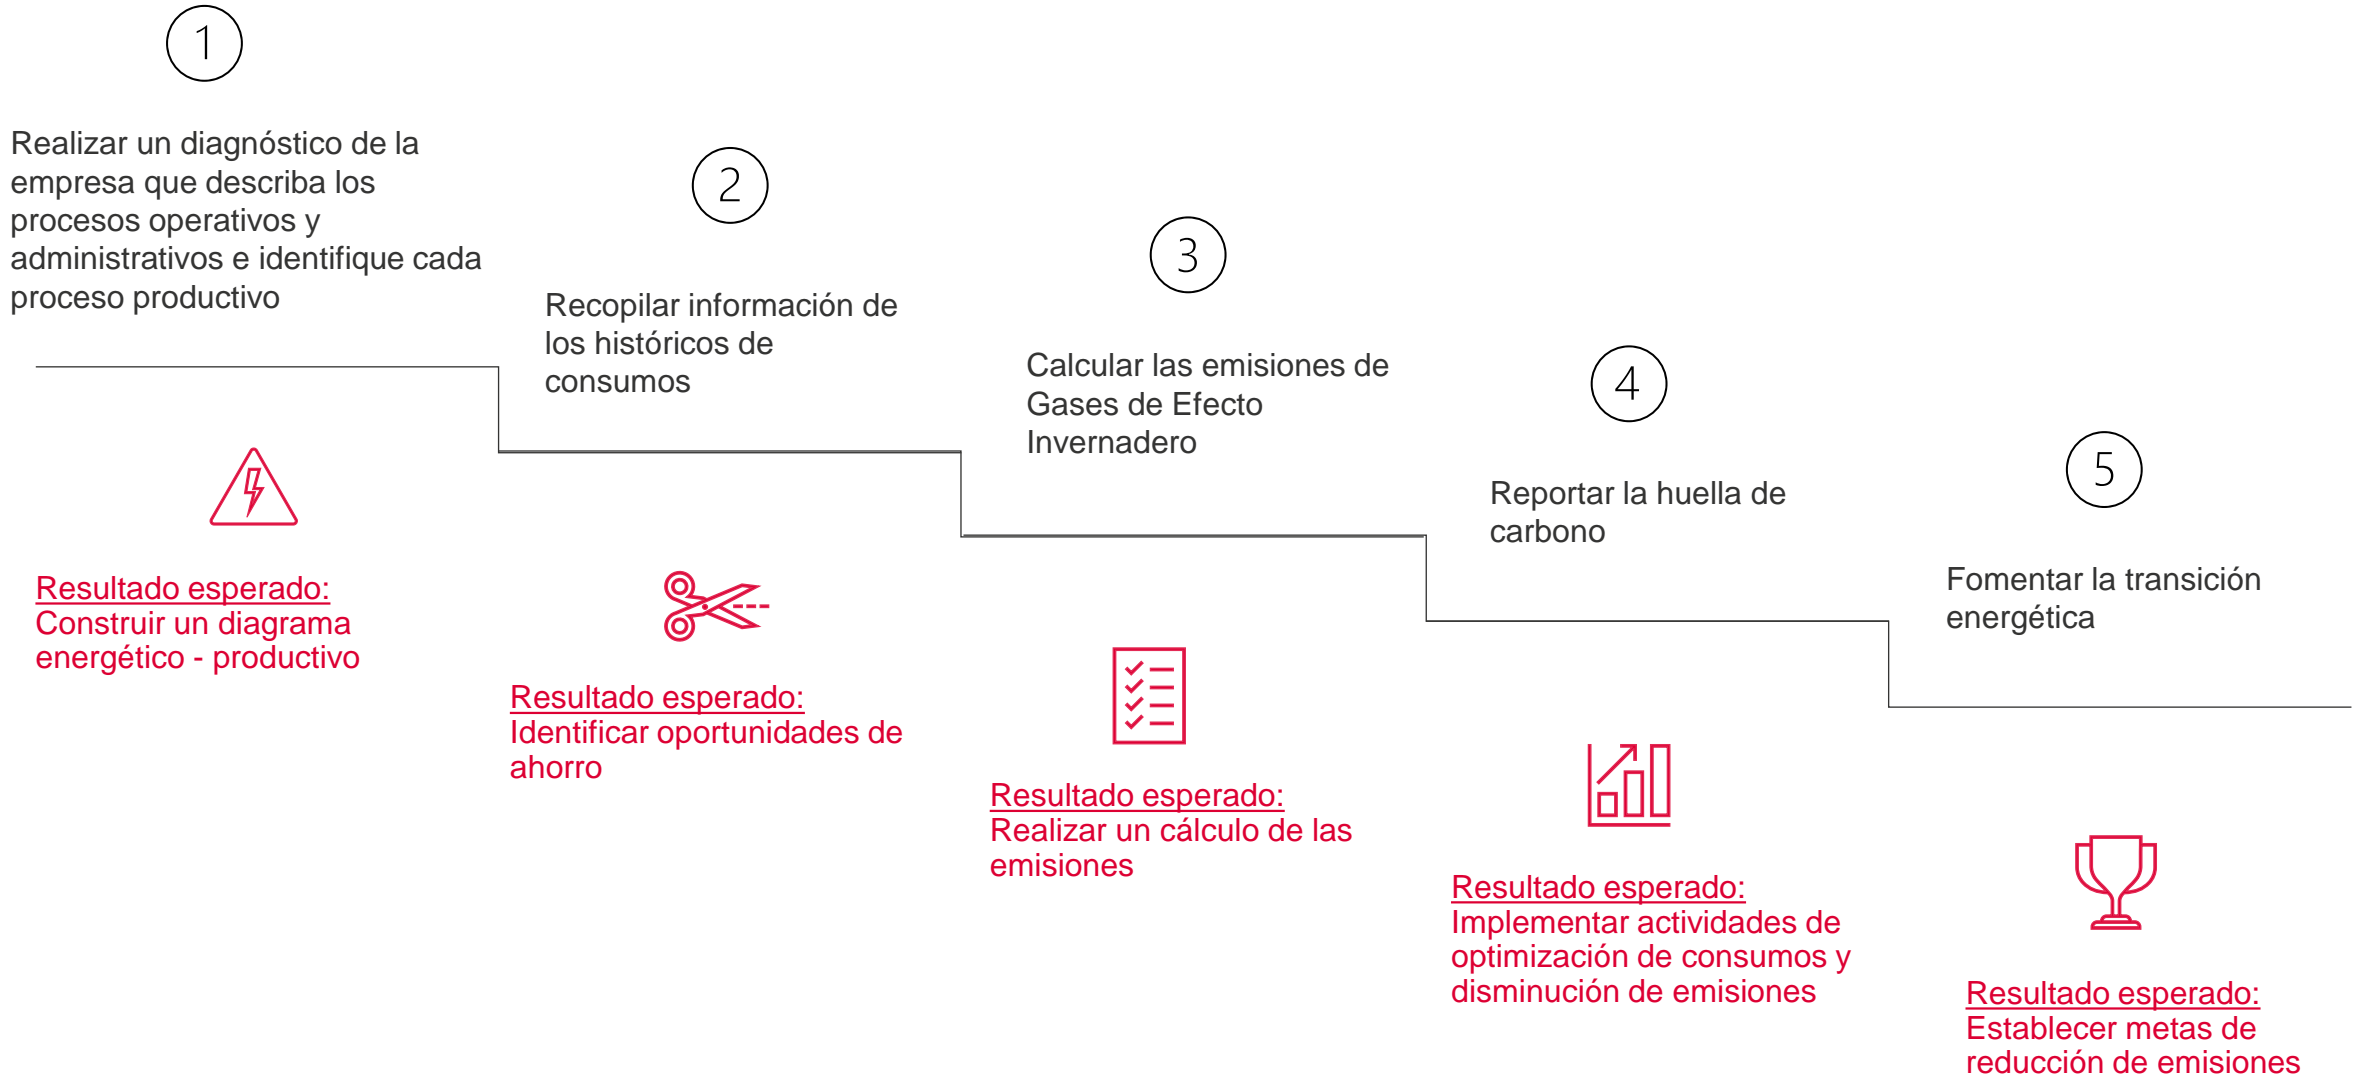 1
Realizar un diagnóstico de la
empresa que describa los
procesos operativos y
administrativos e identifique cada
proceso productivo
Resultado esperado:
Construir un diagrama
energético - productivo
2
Recopilar información de
los históricos de
consumos
Resultado esperado:
Identificar oportunidades de
ahorro
3
Calcular las emisiones de
Gases de Efecto
Invernadero
Resultado esperado:
Realizar un cálculo de las
emisiones
4
Reportar la huella de
carbono
Resultado esperado:
Implementar actividades de
optimización de consumos y
disminución de emisiones
5
Fomentar la transición
energética
Resultado esperado:
Establecer metas de
reducción de emisiones